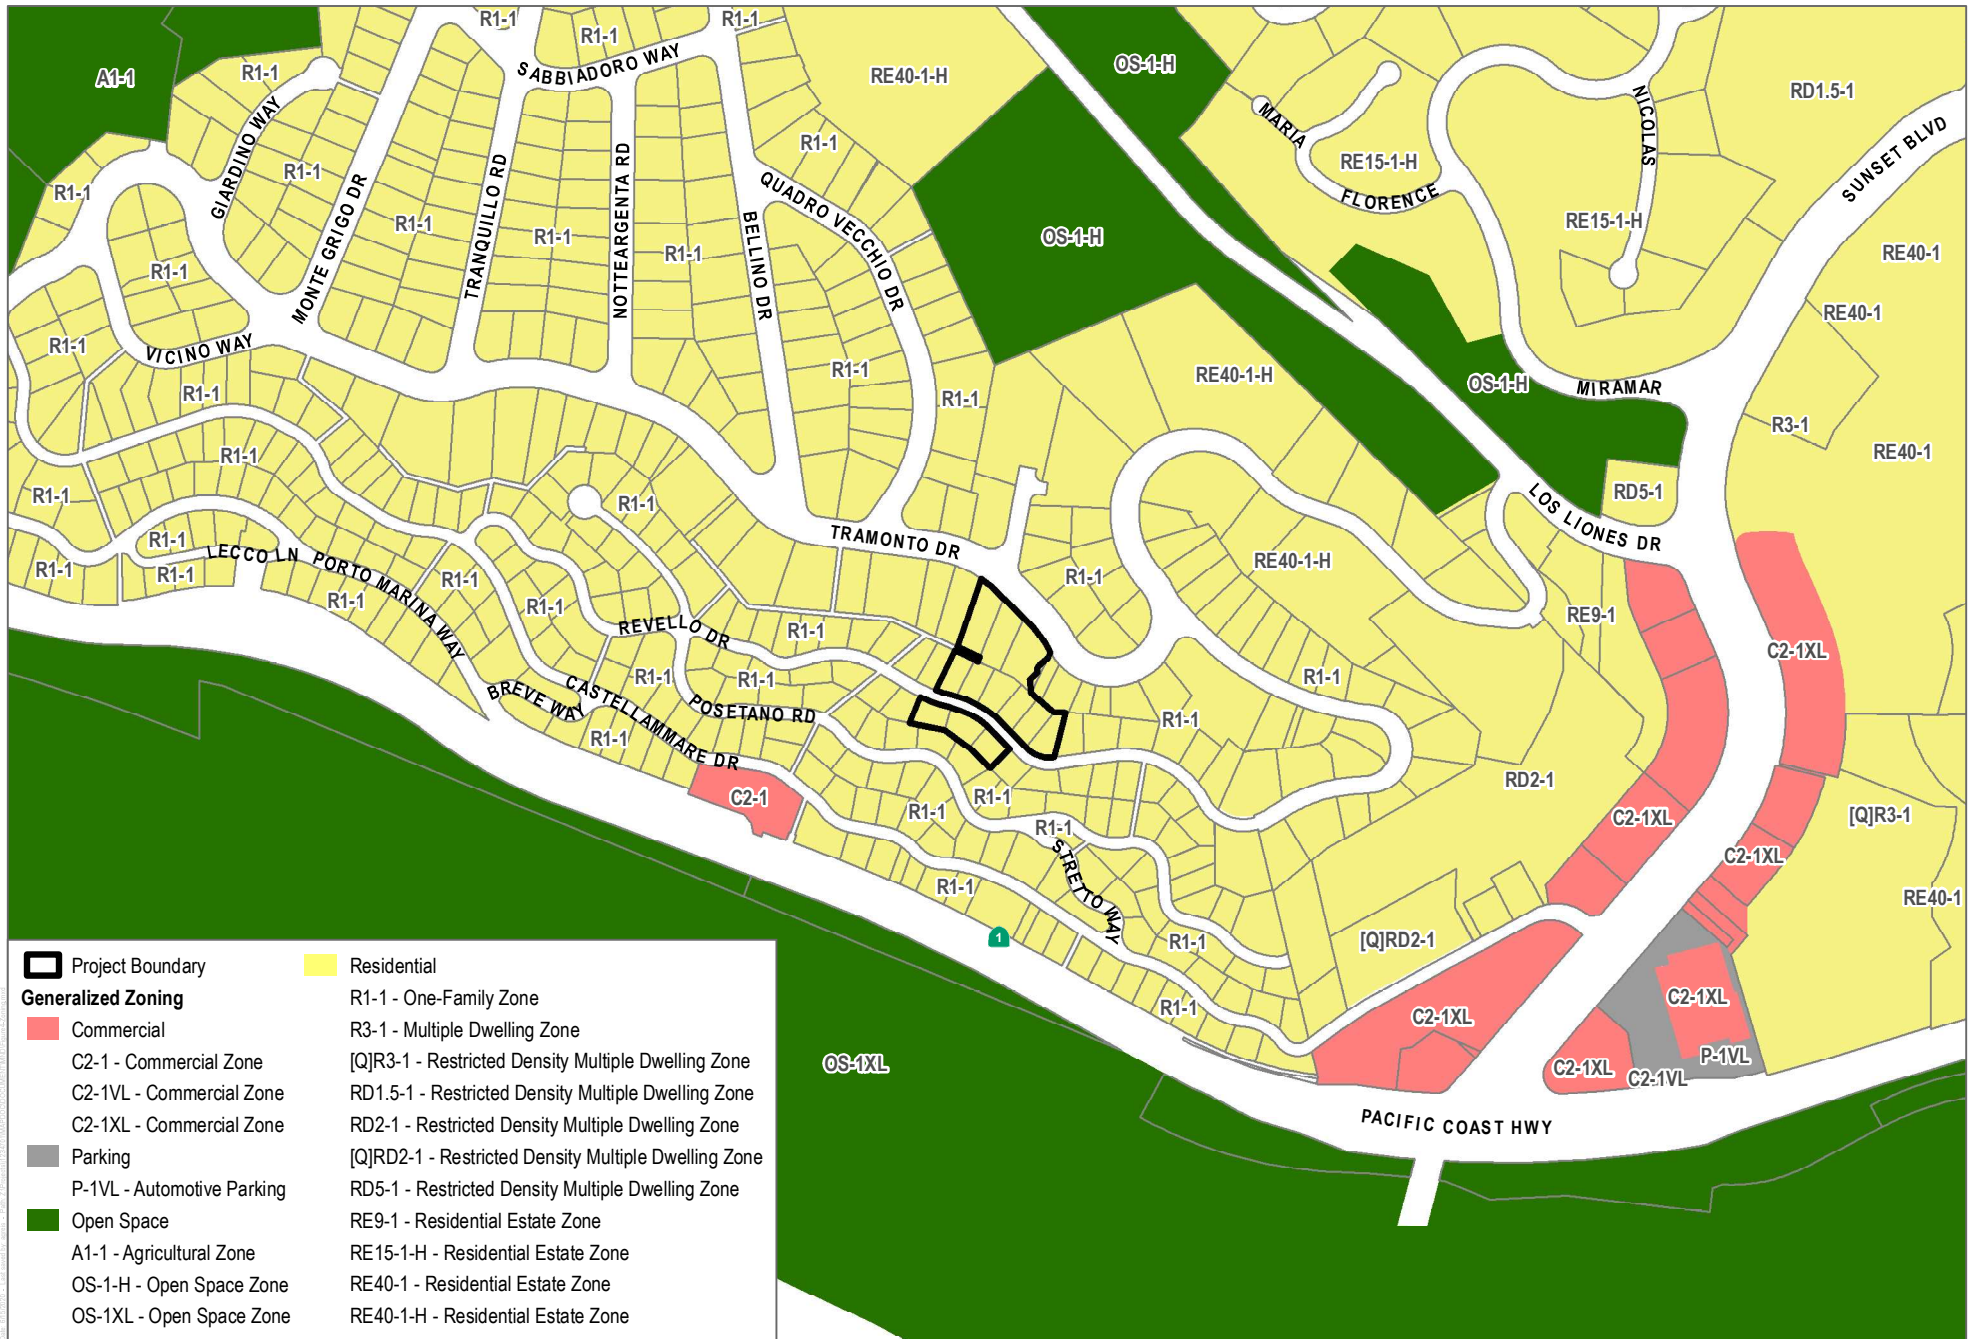 R1-1
R1-1
R1-1
SABBIADORO WAY
A1-1
R1-1
RE40-1-H
OS-1-H
RD1.5-1
NICOLAS
MARIA
SUNSET BLVD
GIARDINO WAY
R1-1
R1-1
RE15-1-H
FLORENCE
R1-1
MONTE GRIGO DR
TRANQUILLO RD
NOTTEARGENTA RD
QUADRO VECCHIO DR
BELLINO DR
R1-1
R1-1
R1-1
OS-1-H
RE15-1-H
RE40-1
R1-1
RE40-1
VICINO WAY
R1-1
R1-1
R1-1
R1-1
RE40-1-H
OS-1-H
MIRAMAR
R3-1
RE40-1
R1-1
R1-1
R1-1
RD5-1
LOS LIONES DR
TRAMONTO DR
R1-1
LECCO LN
R1-1
R1-1
PORTO MARINA WAY
R1-1
R1-1
R1-1
R1-1
RE40-1-H
RE9-1
REVELLO DR
R1-1
C2-1XL
R1-1
R1-1
R1-1
BREVE WAY
CASTELLAMMARE DR
POSETANO RD
R1-1
R1-1
RD2-1
C2-1
R1-1
R1-1
R1-1
C2-1XL
[Q]R3-1
C2-1XL
STRETTO WAY
R1-1
RE40-1
1
R1-1
[Q]RD2-1
R1-1
C2-1XL
C2-1XL
OS-1XL
C2-1XL
C2-1VL
P-1VL
PACIFIC COAST HWY
Project Boundary
Generalized Zoning
Commercial
C2-1 - Commercial Zone
C2-1VL - Commercial Zone
C2-1XL - Commercial Zone
Parking
P-1VL - Automotive Parking
Open Space
A1-1 - Agricultural Zone
OS-1-H - Open Space Zone
OS-1XL - Open Space Zone
Residential
R1-1 - One-Family Zone
R3-1 - Multiple Dwelling Zone
[Q]R3-1 - Restricted Density Multiple Dwelling Zone
RD1.5-1 - Restricted Density Multiple Dwelling Zone
RD2-1 - Restricted Density Multiple Dwelling Zone
[Q]RD2-1 - Restricted Density Multiple Dwelling Zone
RD5-1 - Restricted Density Multiple Dwelling Zone
RE9-1 - Residential Estate Zone
RE15-1-H - Residential Estate Zone
RE40-1 - Residential Estate Zone
RE40-1-H - Residential Estate Zone